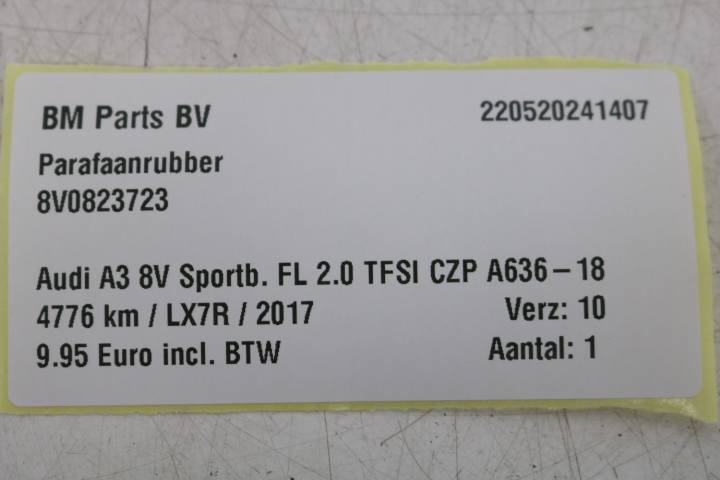 BM Parts BV 220520241407
Parafaanrubber
8V0823723
Audi A3 8V Sportb. FL 2.0 TFSI CZP A636-18
4776 km / LX7R / 2017 Verz: 10
9.95 Euro incl. BTW Aantal: 1